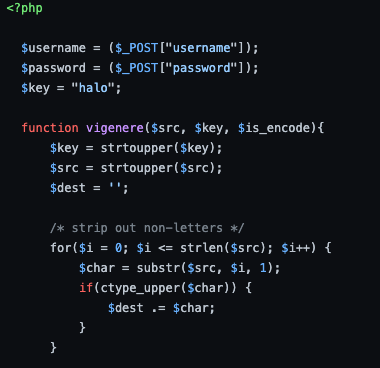 <?php
$username = ($_POST["username"]);
$password = ($_POST["password"]);
$key = "halo";
function vigenere($src, $key, $is_encode){
$key = strtoupper($key);
$src = strtoupper($src);
$dest = '';
/* strip out non-letters */
for($i = 0; $i <= strlen($src); $i++) {
$char = substr($src, $i, 1);
if(ctype_upper($char)) {
$dest .= $char;
}
}